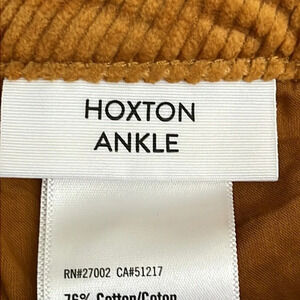 HOXTON
ANKLE
RN#27002 CA#51217
76% Cotton/Coton